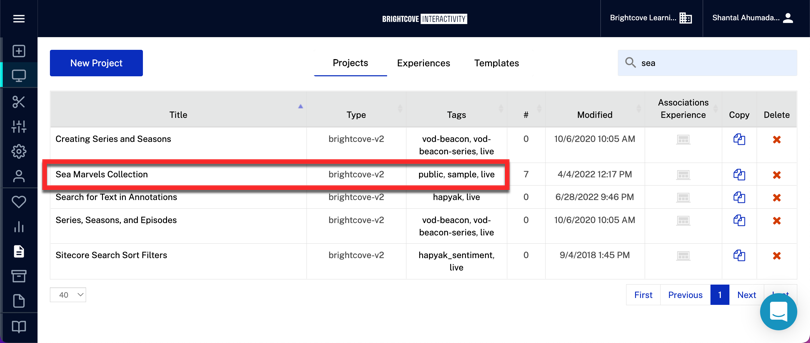 BRIGHTCOVE INTERACTIVITY
Brightcove Learni...
Shantal Ahumada...
New Project
Projects
Experiences
Templates
sea
Title
Type
Tags
#
Modified
Associations
Experience
Copy
Delete
Creating Series and Seasons brightcove-v2 vod-beacon, vod- 0 10/6/2020 10:05 AM
beacon-series, live
Sea Marvels Collection brightcove-v2 public, sample, live 7 4/4/2022 12:17 PM
Search for Text in Annotations brightcove-v2 hapyak, live 0 6/28/2022 9:46 PM
Series, Seasons, and Episodes brightcove-v2 vod-beacon, vod- 0 10/6/2020 10:05 AM
beacon-series, live
Sitecore Search Sort Filters brightcove-v2 hapyak_sentiment, 0 9/4/2018 1:45 PM
live
40
First Previous 1 Next